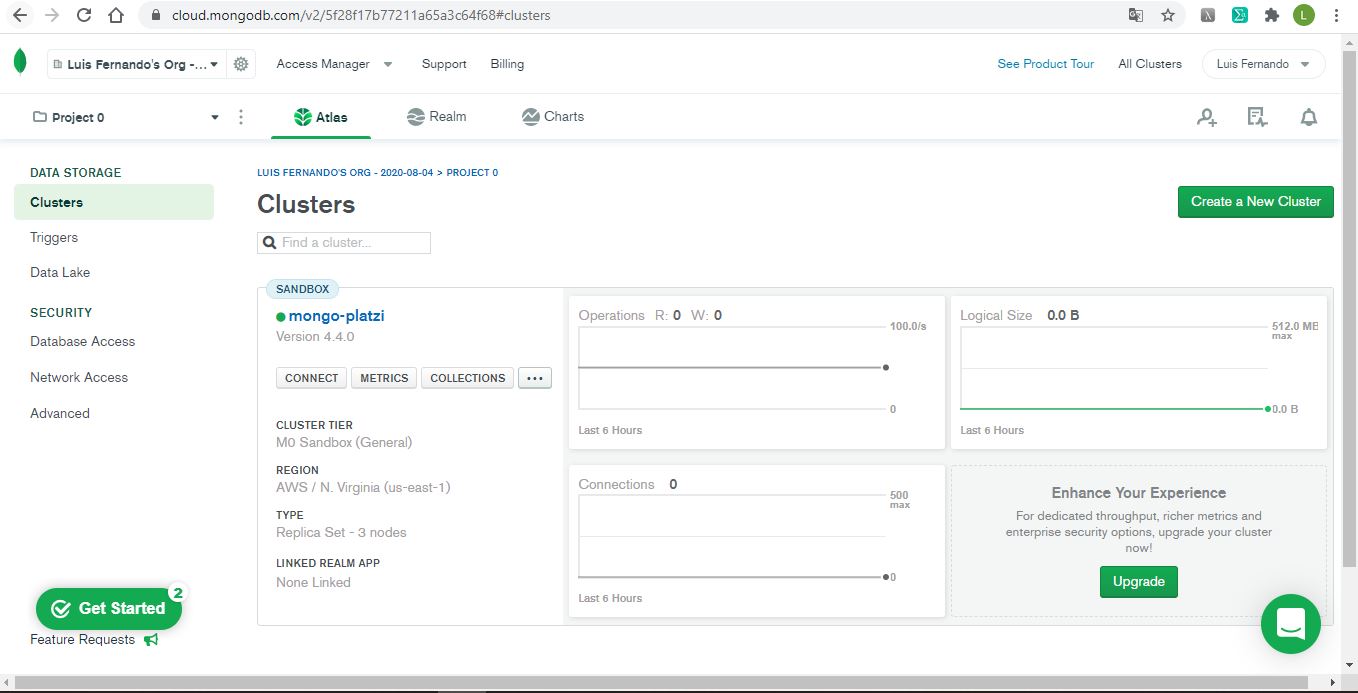 cloud.mongodb.com/v2/5f28f17b77211a65a3c64f68#clusters
L
Luis Fernando's Org -...
Access Manager
Support
Billing
See Product Tour
All Clusters
Luis Fernando
Project 0
Atlas
Realm
Charts
DATA STORAGE
Clusters
Triggers
Data Lake
SECURITY
Database Access
Network Access
Advanced
Get Started
2
Feature Requests
LUIS FERNANDO'S ORG - 2020-08-04 > PROJECT 0
Clusters
Create a New Cluster
Find a cluster...
SANDBOX
mongo-platzi
Version 4.4.0
CONNECT
METRICS
COLLECTIONS
...
CLUSTER TIER
M0 Sandbox (General)
REGION
AWS / N. Virginia (us-east-1)
TYPE
Replica Set - 3 nodes
LINKED REALM APP
None Linked
Operations R: 0 W: 0
100.0/s
0
Last 6 Hours
Logical Size 0.0 B
512.0 MB
max
0.0 B
Last 6 Hours
Connections 0
500
max
0
Last 6 Hours
Enhance Your Experience
For dedicated throughput, richer metrics and
enterprise security options, upgrade your cluster
now!
Upgrade